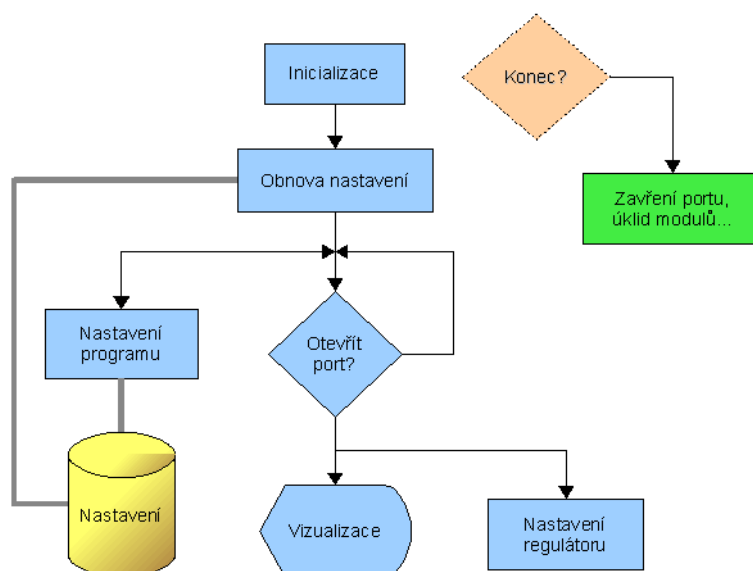 Inicializace
Konec?
Obnova nastavení
Zavření portu,
úklid modulů...
Nastavení
programu
Otevřít
port?
Nastavení
Vizualizace
Nastavení
regulátoru